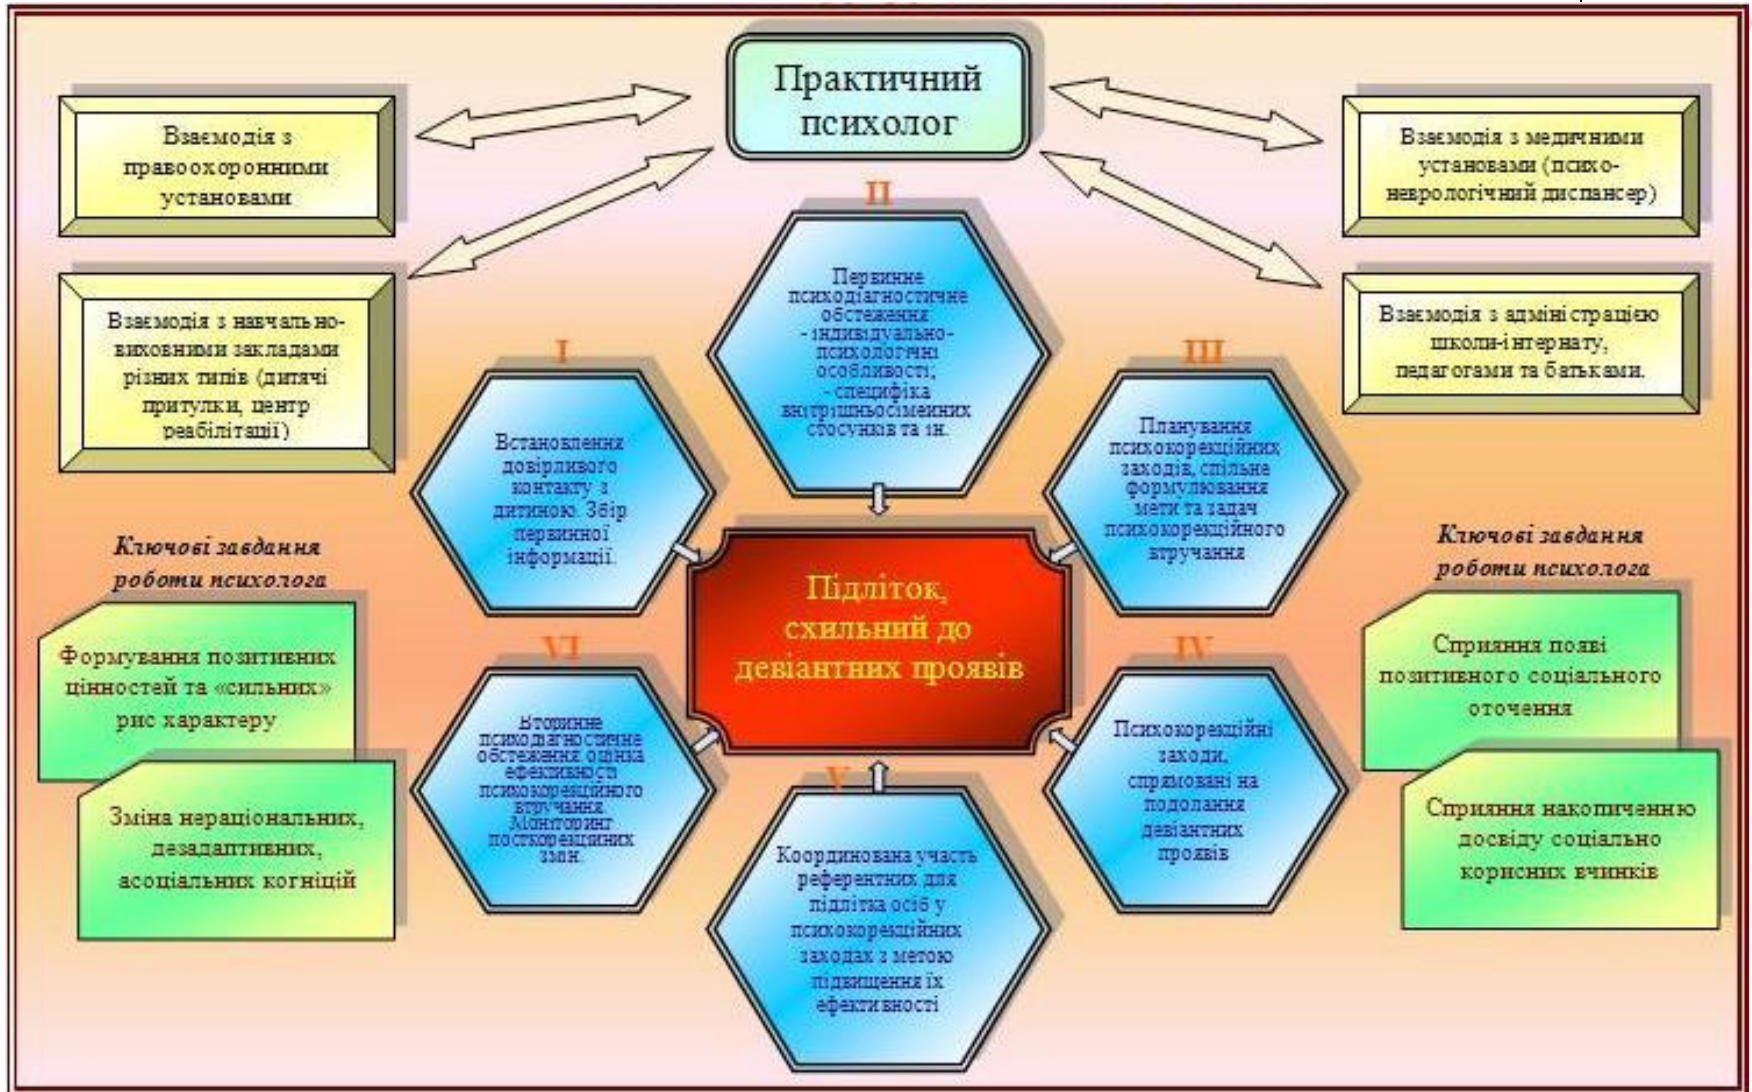 Практичний
психолог
Взаємодія з
правоохоронними
установами
Взаємодія з медичними
установами (психо-
неврологічний диспансер)
Взаємодія з навчально-
виховними закладами
різних типів (дитячі
притулки, центр
реабілітації)
Взаємодія з адміністрацією
школи-інтернату,
педагогами та батьками.
I
Встановлення
довірливого
контакту з
дитиною. Збір
первинної
інформації.
II
Первинне
психодіагностичне
обстеження
- індивідуально-
психологічні
особливості;
- специфіка
внітрішньосімейних
стосунків та ін.
III
Планування
психокорекційних
заходів, спільне
формулювання
мети та задач
психокорекційного
втручання
Підліток,
схильний до
девіантних проявів
IV
Психокорекційні
заходи,
спрямовані на
подолання
девіантних
проявів
V
Координована участь
референтних для
підлітка осіб у
психокорекційних
заходах з метою
підвищення їх
ефективності
VI
Вторинне
психодіагностичне
обстеження оцінка
ефективності
психокорекційного
втручання.
Моніторинг
посткорекційних
змін.
Ключові завдання
роботи психолога
Формування позитивних
цінностей та «сильних»
рис характеру
Зміна нераціональних,
дезадаптивних,
асоціальних когніцій
Ключові завдання
роботи психолога
Сприяння появі
позитивного соціального
оточення
Сприяння накопиченню
досвіду соціально
корисних вчинків